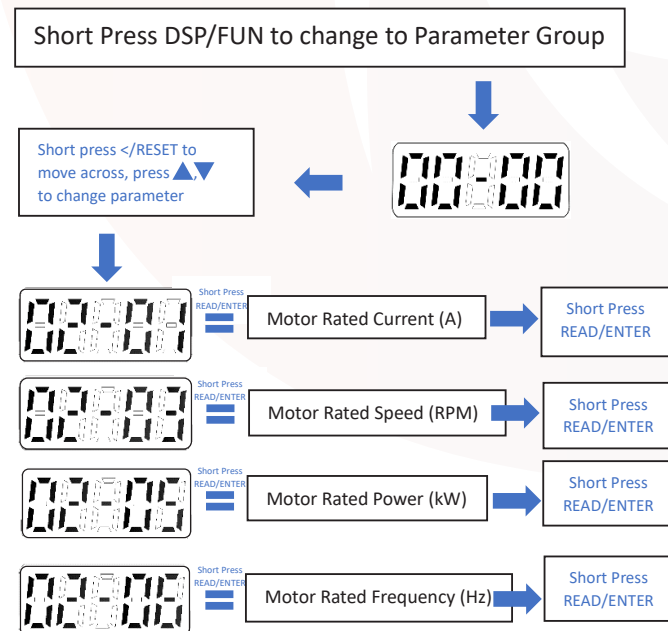 Short Press DSP/FUN to change to Parameter Group
Short press </RESET to
move across, press ▲,▼
to change parameter
00-00
02-01
Short Press
READ/ENTER
=
Motor Rated Current (A)
Short Press
READ/ENTER
02-03
Short Press
READ/ENTER
=
Motor Rated Speed (RPM)
Short Press
READ/ENTER
02-05
Short Press
READ/ENTER
=
Motor Rated Power (kW)
Short Press
READ/ENTER
02-06
Short Press
READ/ENTER
=
Motor Rated Frequency (Hz)
Short Press
READ/ENTER